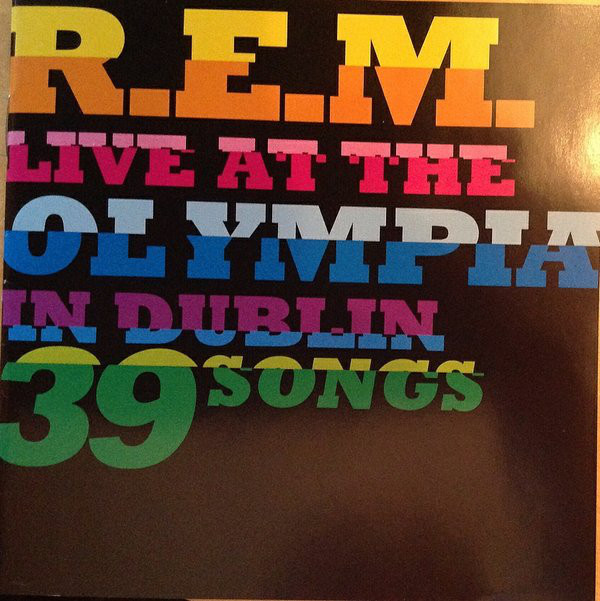 R.E.M.
LIVE AT THE
OLYMPIA
IN DUBLIN
39 SONGS